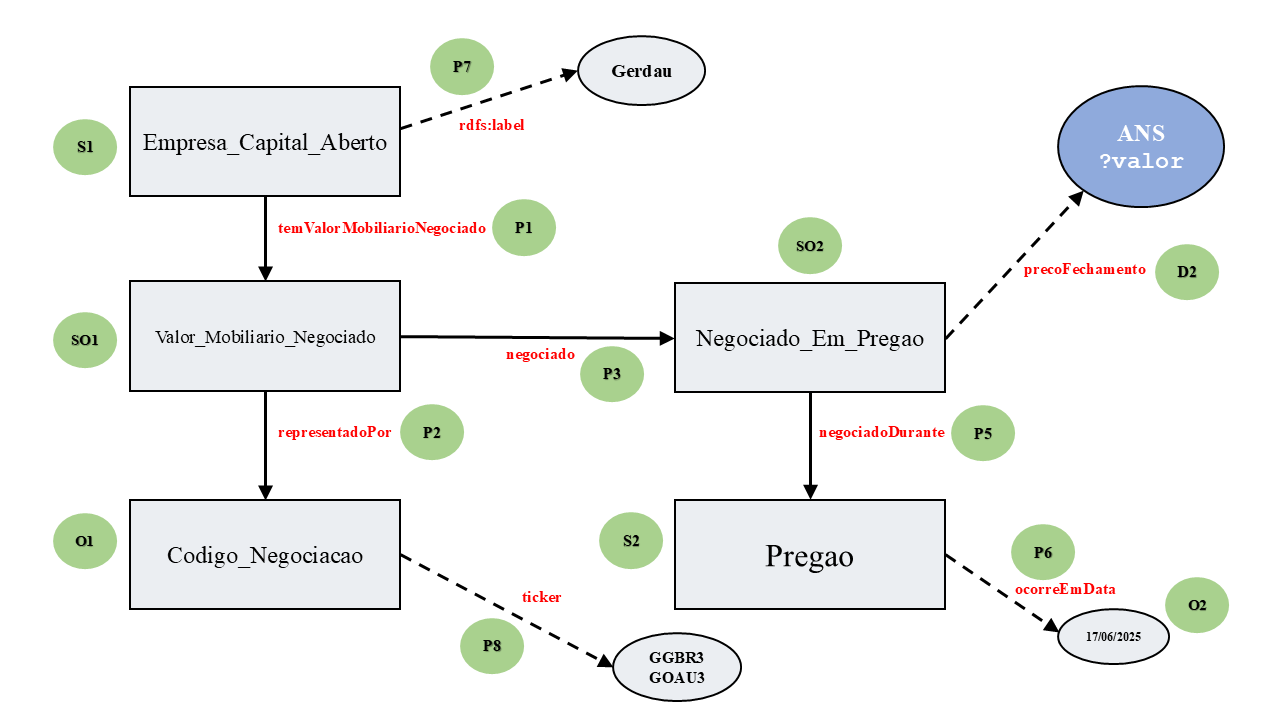 P7
Gerdau
rdfs:label
S1
Empresa_Capital_Aberto
ANS
?valor
temValorMobiliarioNegociado
P1
SO2
precoFechamento
D2
SO1
Valor_Mobiliario_Negociado
negociado
P3
Negociado_Em_Pregao
representadoPor
P2
negociadoDurante
P5
O1
Codigo_Negociacao
S2
Pregao
P6
ocorreEmData
O2
ticker
P8
17/06/2025
GGBR3
GOAU3